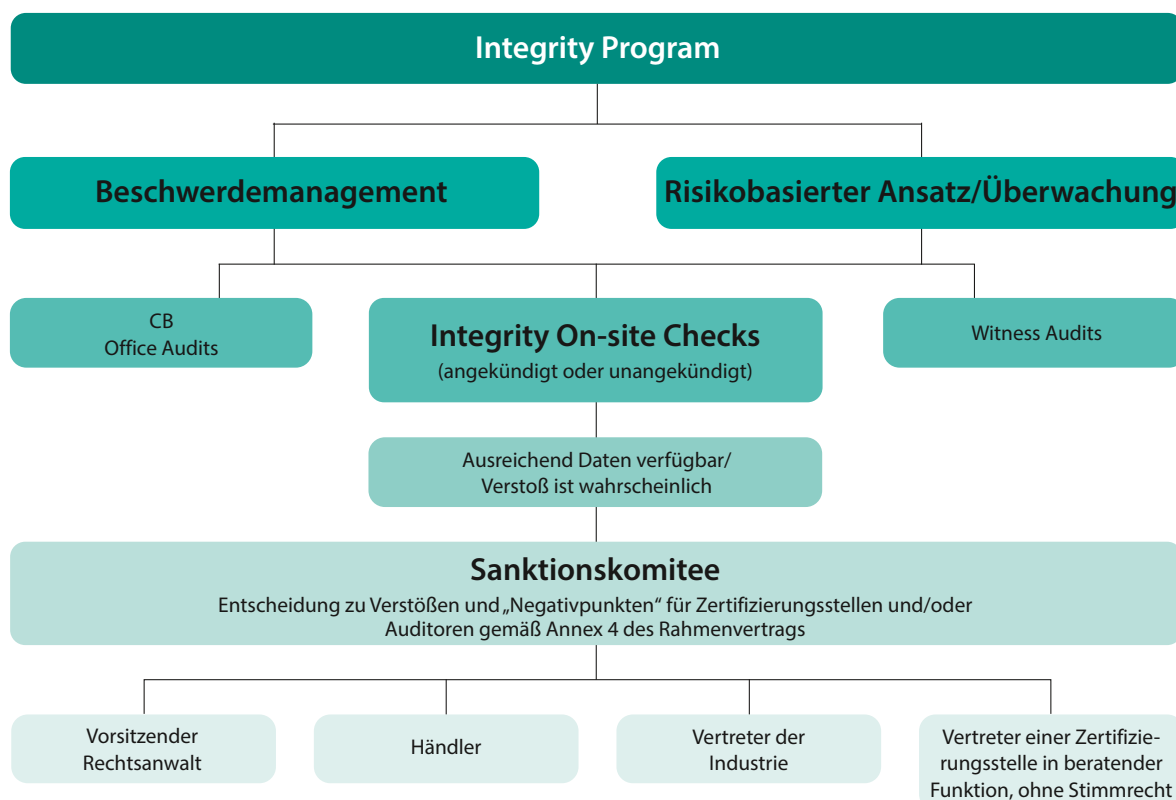 Integrity Program
Beschwerdemanagement
Risikobasierter Ansatz/Überwachung
CB
Office Audits
Integrity On-site Checks
(angekündigt oder unangekündigt)
Witness Audits
Ausreichend Daten verfügbar/
Verstoß ist wahrscheinlich
Sanktionskomitee
Entscheidung zu Verstößen und „Negativpunkten“ für Zertifizierungsstellen und/oder
Auditoren gemäß Annex 4 des Rahmenvertrags
Vorsitzender
Rechtsanwalt
Händler
Vertreter der
Industrie
Vertreter einer Zertifizie-
rungsstelle in beratender
Funktion, ohne Stimmrecht